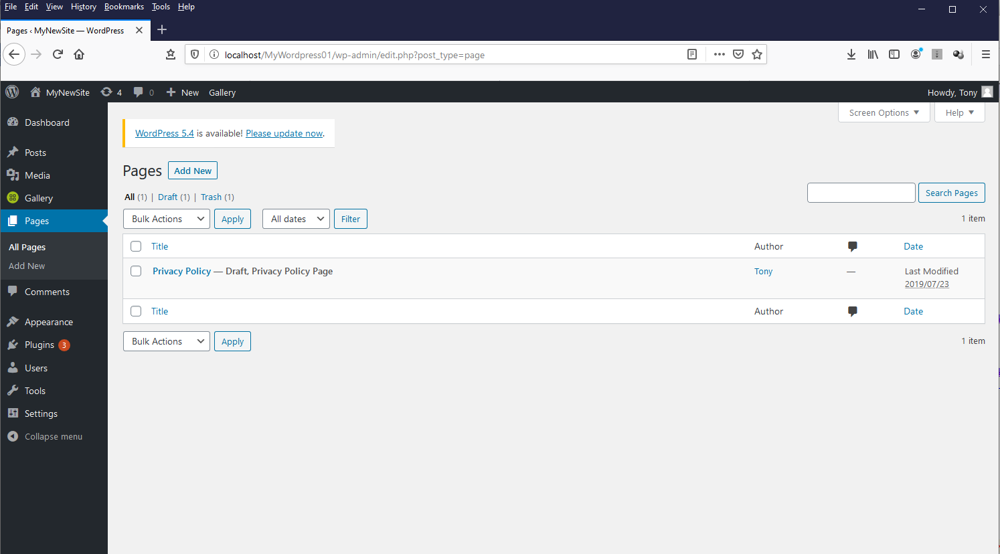 File Edit View History Bookmarks Tools Help
Pages ‹ MyNewSite — WordPress
localhost/MyWordpress01/wp-admin/edit.php?post_type=page
MyNewSite 4 0 New Gallery Howdy, Tony
Screen Options Help
Dashboard
Posts
Media
Gallery
Pages
All Pages
Add New
Comments
Appearance
Plugins 3
Users
Tools
Settings
Collapse menu
WordPress 5.4 is available! Please update now.
Pages Add New
All (1) | Draft (1) | Trash (1)
Search Pages
Bulk Actions Apply All dates Filter 1 item
Title Author Date
Privacy Policy — Draft, Privacy Policy Page Tony — Last Modified
2019/07/23
Title Author Date
Bulk Actions Apply 1 item